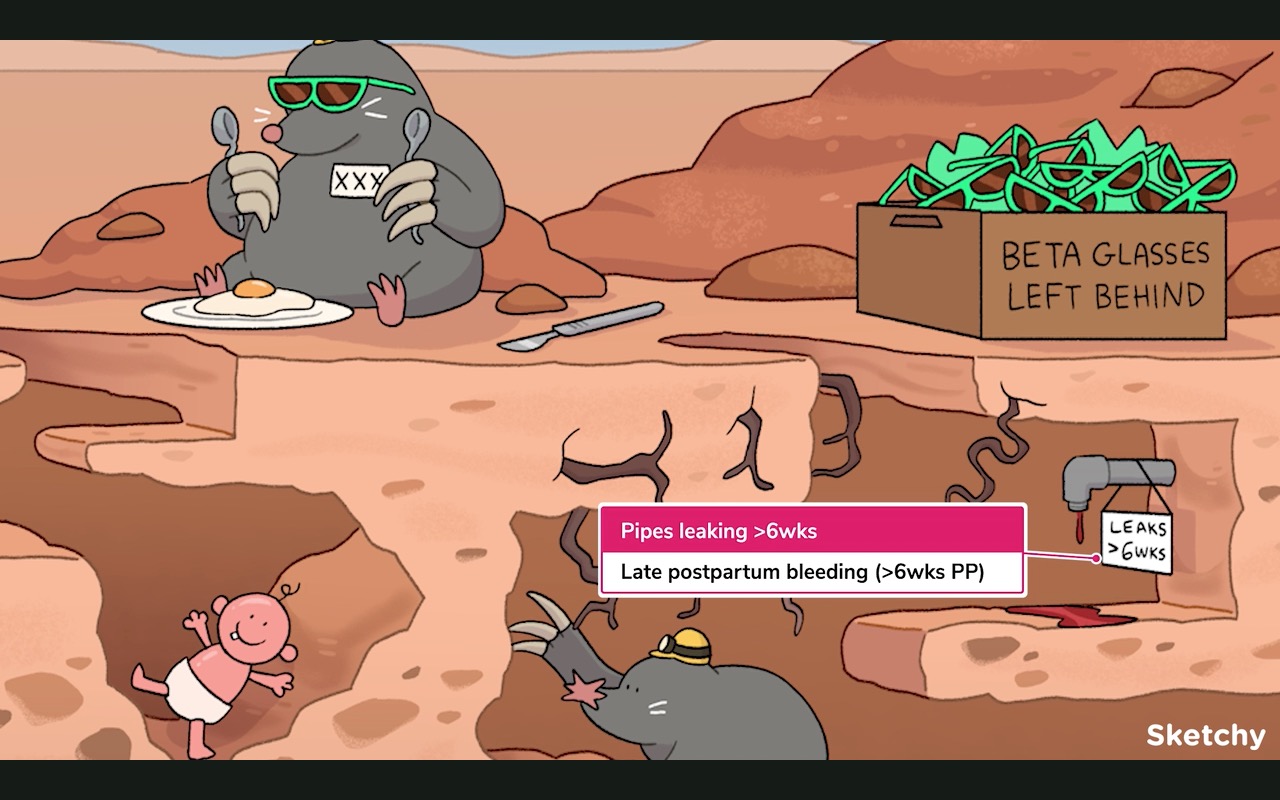 XXX
BETA GLASSES
LEFT BEHIND
Pipes leaking >6wks
Late postpartum bleeding (>6wks PP)
LEAKS
>6WKS
Sketchy